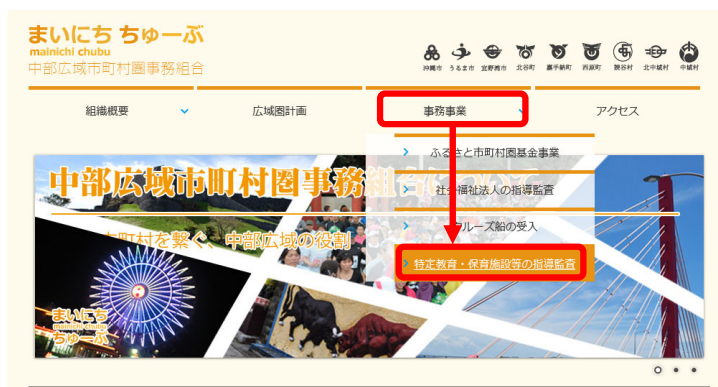 まいにち ちゅーぶ
mainichi chubu
中部広域市町村圏事務組合
沖縄市 うるま市 宜野湾市 北谷町 嘉手納町 西原町 読谷村 北中城村 中城村
組織概要 広域圏計画 事務事業 アクセス
ふるさと市町村圏基金事業
社会福祉法人の指導監査
ルーズ船の受入
特定教育・保育施設等の指導監査
中部広域市町村圏事務組合
市町村を繋ぐ、中部広域の役割
まいにち
mainichi chubu
ちゅーぶ